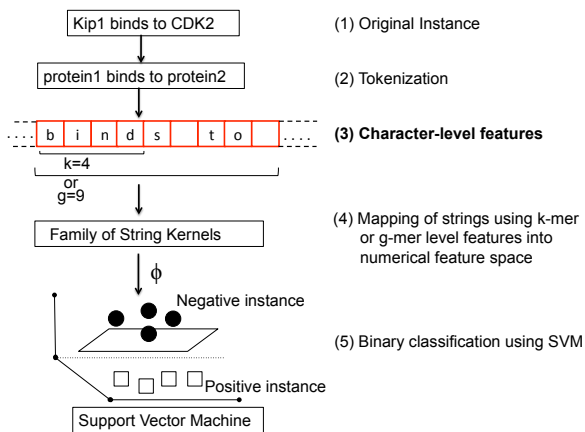 Kip1 binds to CDK2
(1) Original Instance
protein1 binds to protein2
(2) Tokenization
.... b i n d s t o ....
(3) Character-level features
k=4
or
g=9
Family of String Kernels
(4) Mapping of strings using k-mer
or g-mer level features into
numerical feature space
ϕ
Negative instance
(5) Binary classification using SVM
Positive instance
Support Vector Machine